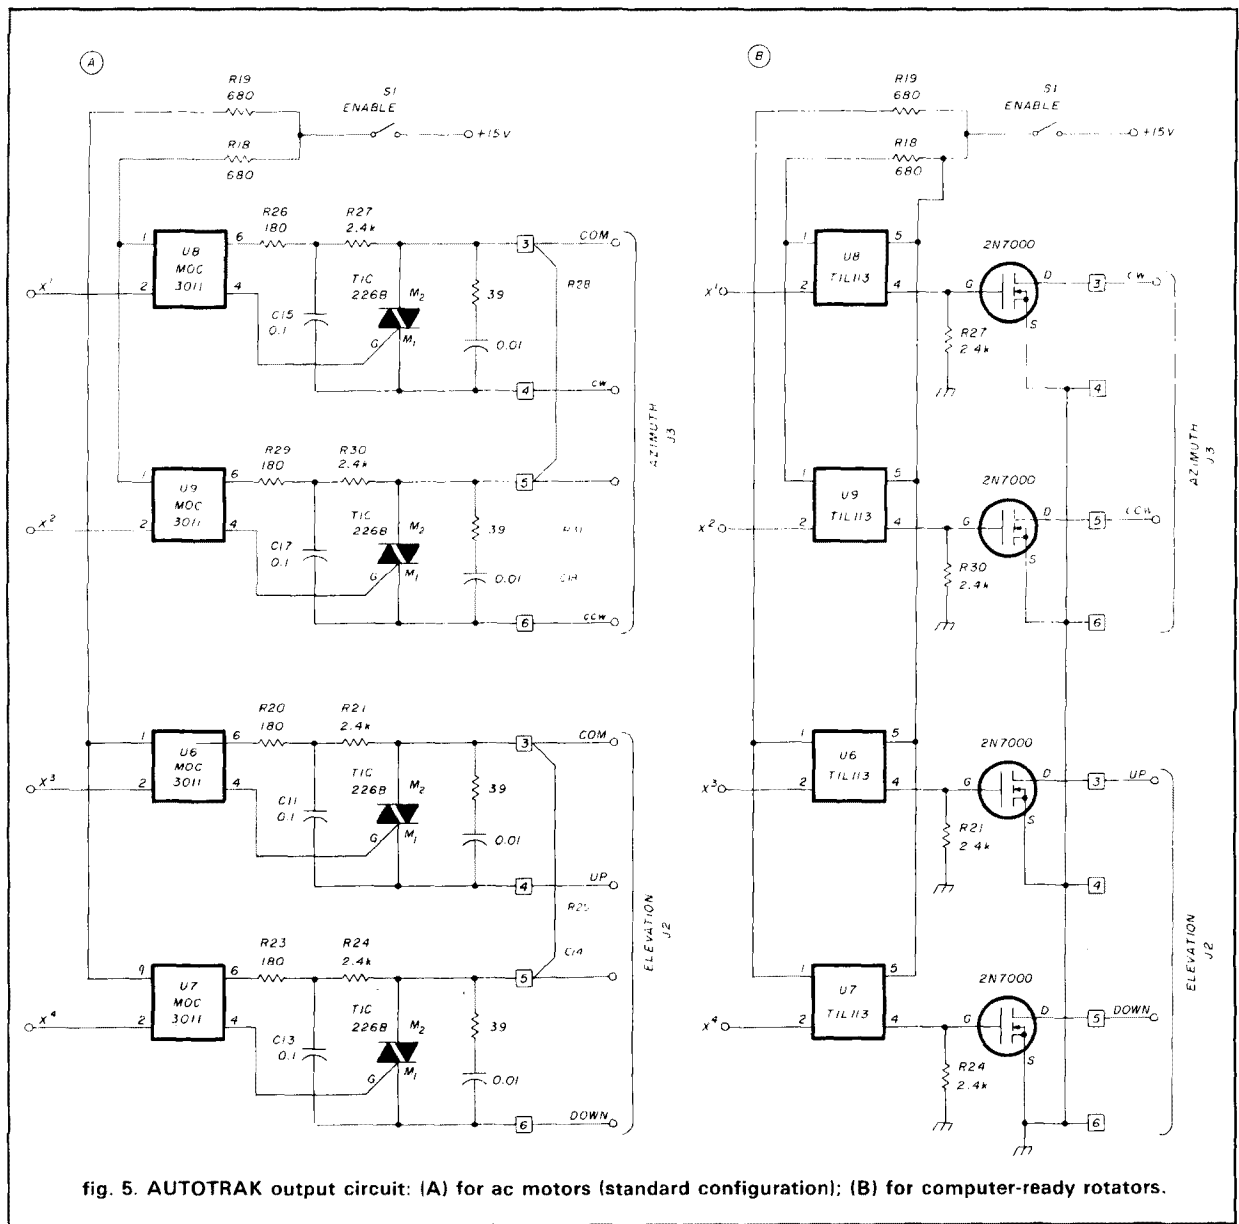 A
R19
680
S1
ENABLE
+15V
R18
680
R26
180
R27
2.4k
1
U8
MOC
3011
6
2
4
X1
C15
0.1
TIC
226B
M2
M1
G
39
0.01
3
COM
R28
4
CW
R29
180
R30
2.4k
1
U9
MOC
3011
6
2
4
X2
C17
0.1
TIC
226B
M2
M1
G
39
0.01
5
R31
C18
6
CCW
AZIMUTH
J3
R20
180
R21
2.4k
1
U6
MOC
3011
6
2
4
X3
C11
0.1
TIC
226B
M2
M1
G
39
0.01
3
COM
4
UP
R25
R23
180
R24
2.4k
9
U7
MOC
3011
6
2
4
X4
C13
0.1
TIC
226B
M2
M1
G
39
0.01
C14
5
6
DOWN
ELEVATION
J2
B
R19
680
S1
ENABLE
+15V
R18
680
1
U8
TIL113
5
2
4
X1
2N7000
G
D
S
R27
2.4k
3
CW
4
1
U9
TIL113
5
2
4
X2
2N7000
G
D
S
R30
2.4k
5
CCW
6
AZIMUTH
J3
1
U6
TIL113
5
2
4
X3
2N7000
G
D
S
R21
2 4k
3
UP
4
1
U7
TIL113
5
2
4
X4
2N7000
G
D
S
R24
2.4k
5
DOWN
6
ELEVATION
J2
fig. 5. AUTOTRAK output circuit: (A) for ac motors (standard configuration); (B) for computer-ready rotators.